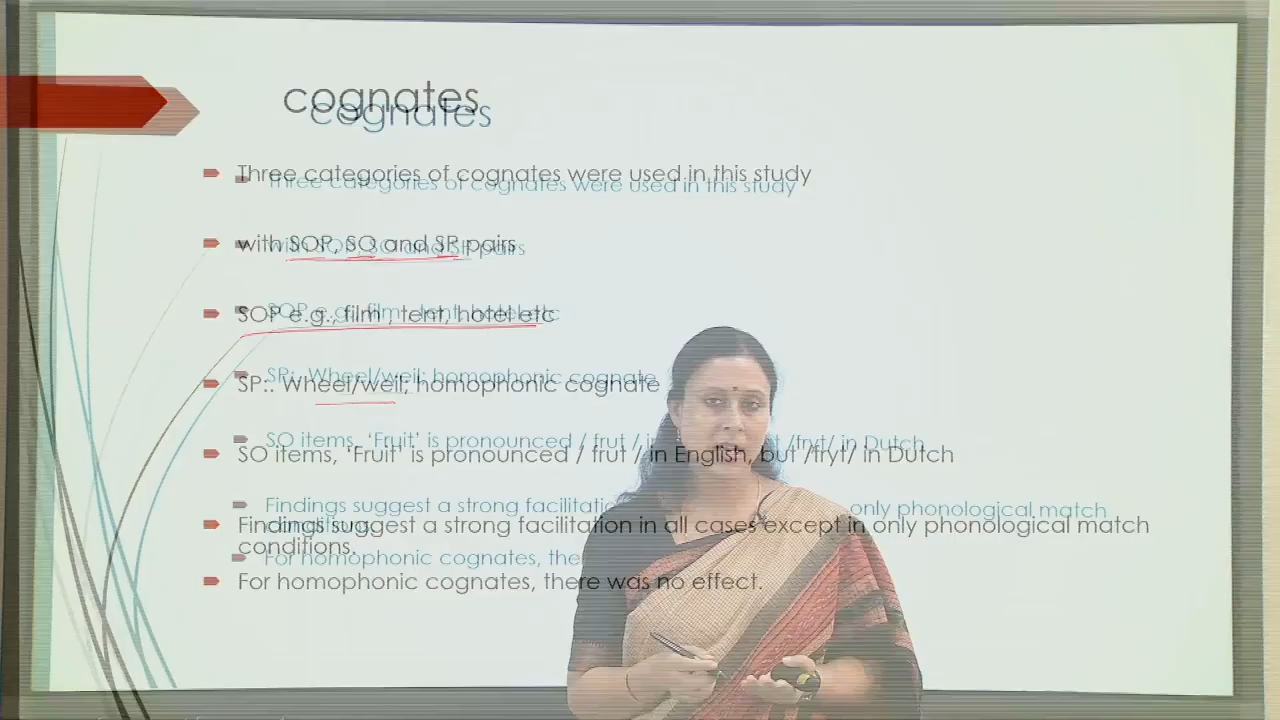 cognates
Three categories of cognates were used in this study
with SOP, SO and SP pairs
SOP e.g., film , tent, hotel etc
SP:. Wheel/weil; homophonic cognate
SO items, 'Fruit' is pronounced / frut / in English, but /fryt/ in Dutch
Findings suggest a strong facilitation in all cases except in only phonological match
conditions.
For homophonic cognates, there was no effect.